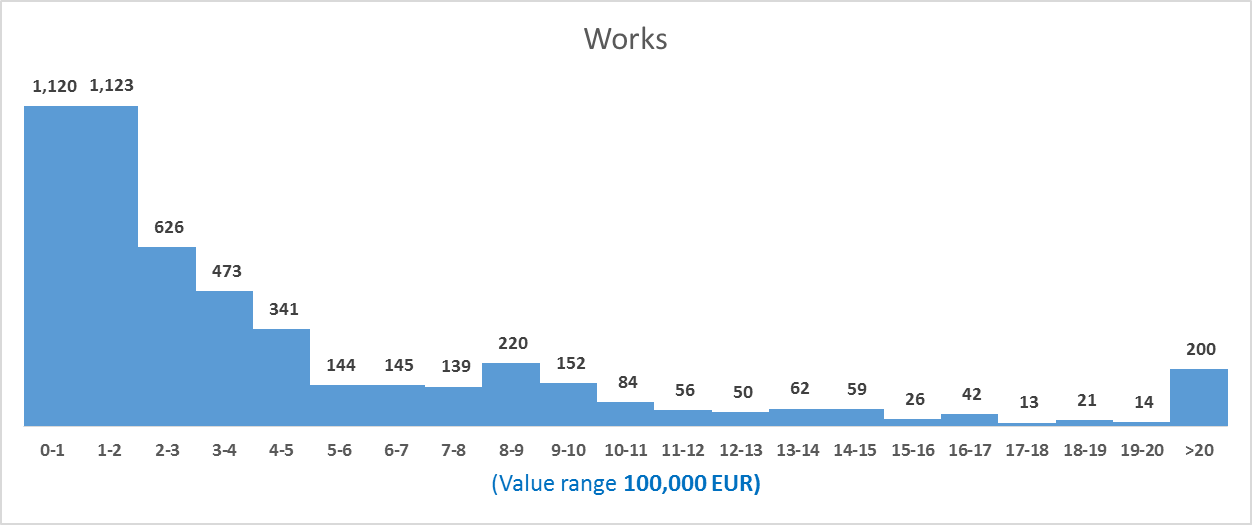 Works
1,120 1,123
626
473
341
144 145 139 220 152 84 56 50 62 59 26 42 13 21 14 200
0-1 1-2 2-3 3-4 4-5 5-6 6-7 7-8 8-9 9-10 10-11 11-12 12-13 13-14 14-15 15-16 16-17 17-18 18-19 19-20 >20
(Value range 100,000 EUR)